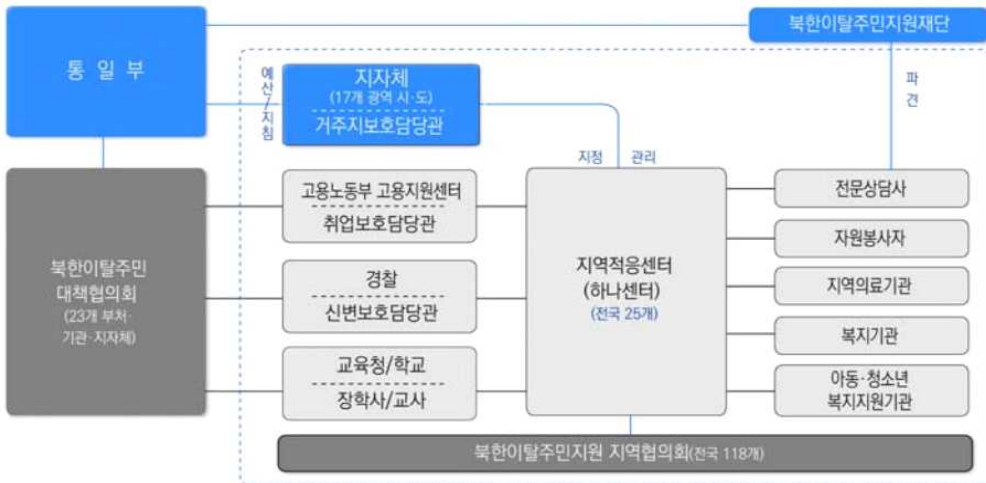 북한이탈주민지원재단
통 일 부
예산/지침
지자체
(17개 광역 시·도)
거주지보호담당관
파견
지정 관리
고용노동부 고용지원센터
취업보호담당관
전문상담사
북한이탈주민
대책협의회
(23개 부처·
기관·지자체)
경찰
신변보호담당관
지역적응센터
(하나센터)
(전국 25개)
자원봉사자
지역의료기관
복지기관
교육청/학교
장학사/교사
아동·청소년
복지지원기관
북한이탈주민지원 지역협의회(전국 118개)